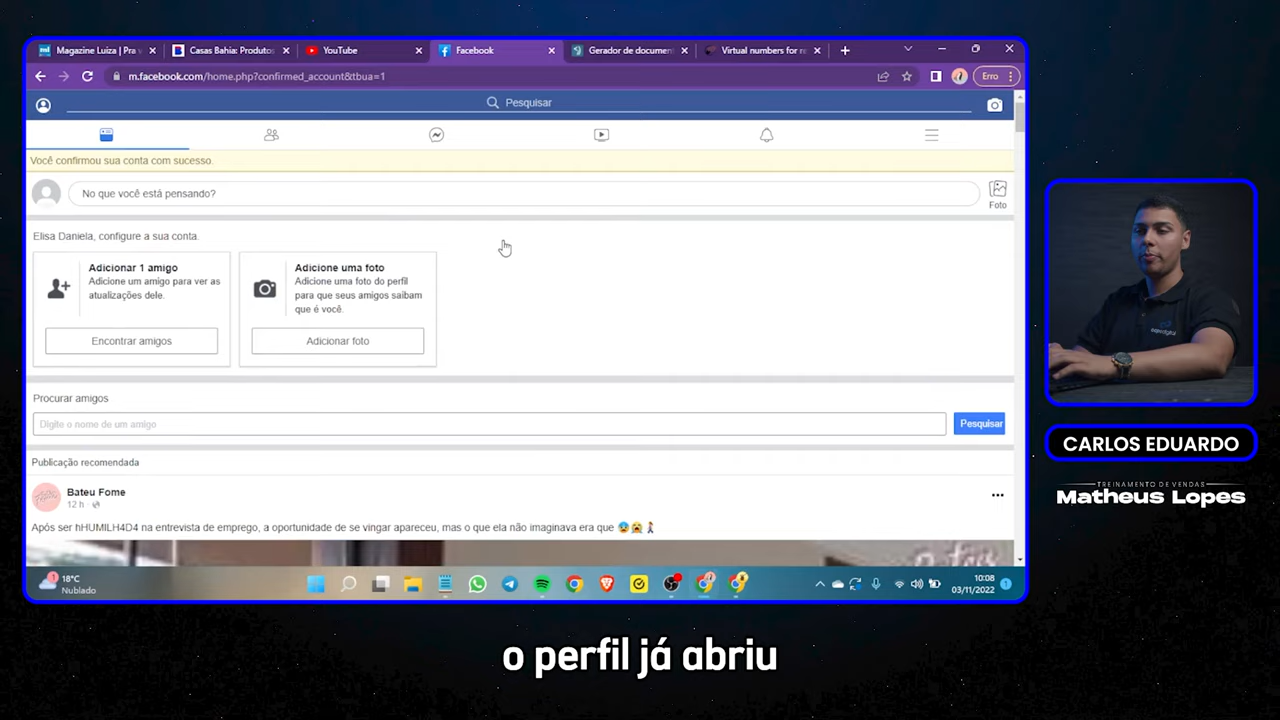 Magazine Luiza | Pra v
Casas Bahia: Produtos
YouTube
Facebook
Gerador de document
Virtual numbers for re
m.facebook.com/home.php?confirmed_account&tbua=1
Erro
Pesquisar
Você confirmou sua conta com sucesso.
No que você está pensando?
Foto
Elisa Daniela, configure a sua conta.
Adicionar 1 amigo
Adicione um amigo para ver as
atualizações dele.
Encontrar amigos
Adicione uma foto
Adicione uma foto do perfil
para que seus amigos saibam
que é você.
Adicionar foto
Procurar amigos
Digite o nome de um amigo
Pesquisar
Publicação recomendada
Bateu Fome
12 h
Após ser hHUMILH4D4 na entrevista de emprego, a oportunidade de se vingar apareceu, mas o que ela não imaginava era que 😰😭🚶
18°C
Nublado
10:08
03/11/2022
CARLOS EDUARDO
TREINAMENTO DE VENDAS
Matheus Lopes
o perfil já abriu